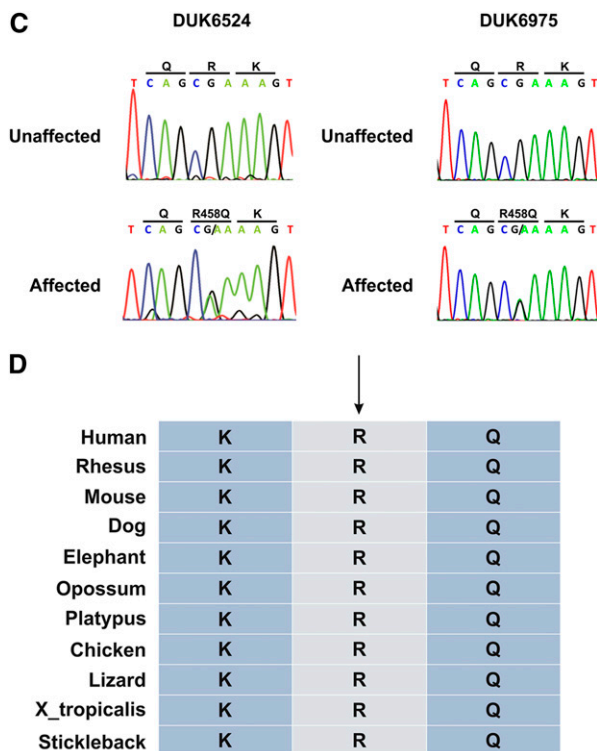 C
DUK6524 DUK6975
Q R K Q R K
T C A G C G A A A G T T C A G C G A A A G T
Unaffected Unaffected
Q R458Q K Q R458Q K
T C A G C G/A A A A G T T C A G C G/A A A A G T
Affected Affected
D
Human K R Q
Rhesus K R Q
Mouse K R Q
Dog K R Q
Elephant K R Q
Opossum K R Q
Platypus K R Q
Chicken K R Q
Lizard K R Q
X_tropicalis K R Q
Stickleback K R Q